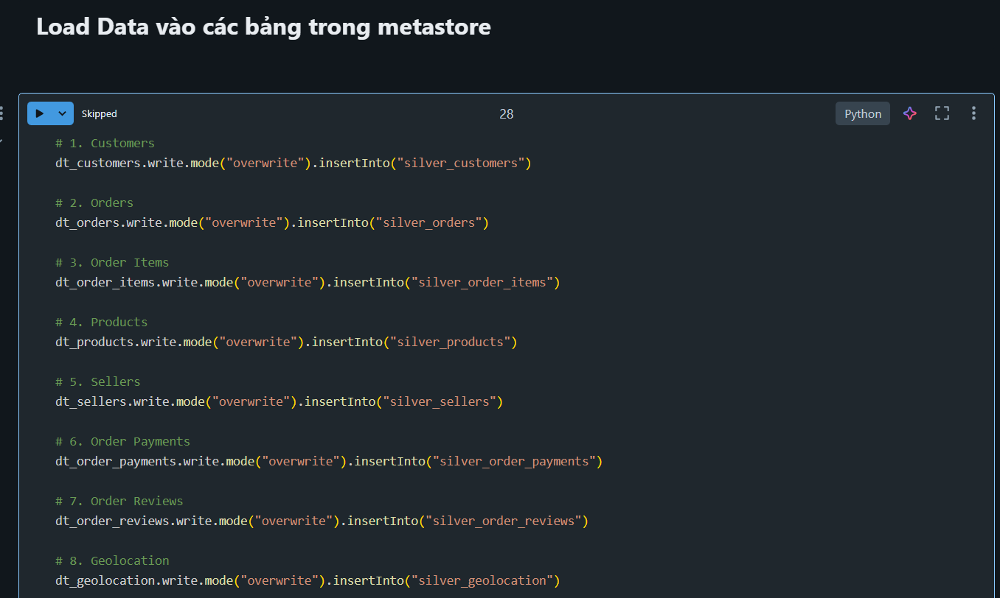 Load Data vào các bảng trong metastore
Skipped
28
Python
# 1. Customers
dt_customers.write.mode("overwrite").insertInto("silver_customers")
# 2. Orders
dt_orders.write.mode("overwrite").insertInto("silver_orders")
# 3. Order Items
dt_order_items.write.mode("overwrite").insertInto("silver_order_items")
# 4. Products
dt_products.write.mode("overwrite").insertInto("silver_products")
# 5. Sellers
dt_sellers.write.mode("overwrite").insertInto("silver_sellers")
# 6. Order Payments
dt_order_payments.write.mode("overwrite").insertInto("silver_order_payments")
# 7. Order Reviews
dt_order_reviews.write.mode("overwrite").insertInto("silver_order_reviews")
# 8. Geolocation
dt_geolocation.write.mode("overwrite").insertInto("silver_geolocation")